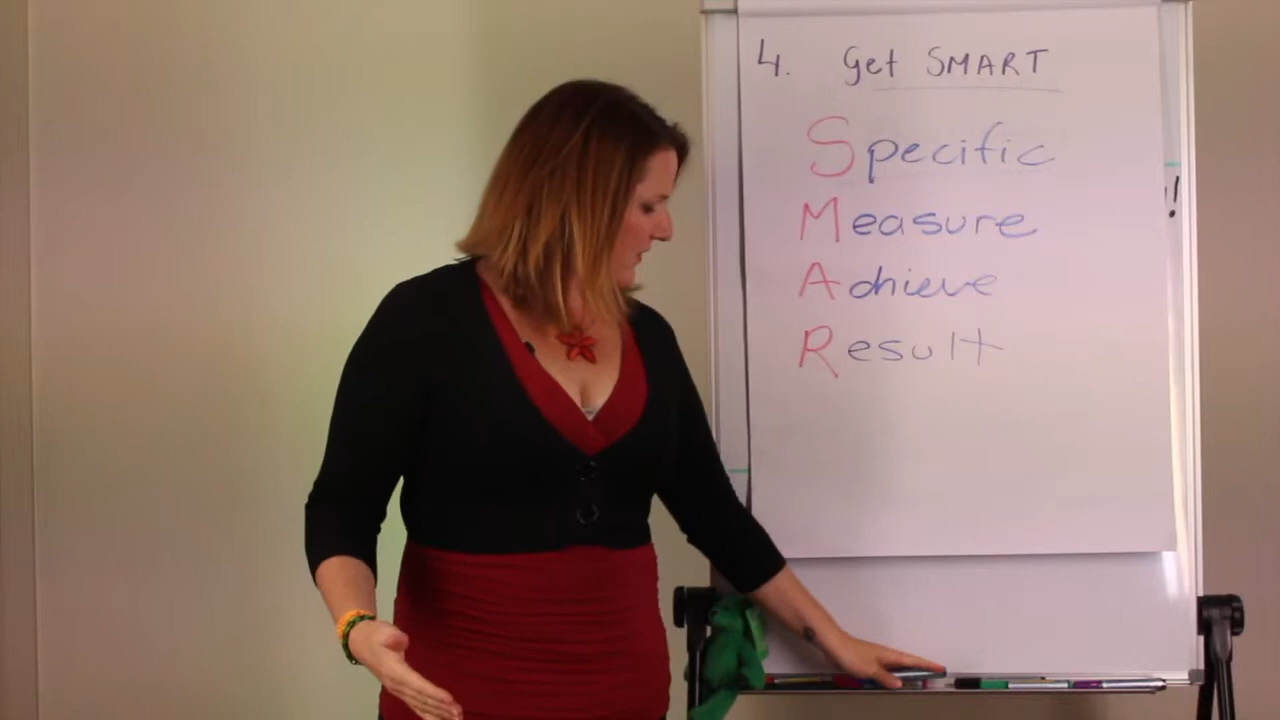 4. Get SMART
Specific
Measure
Achieve
Result
!